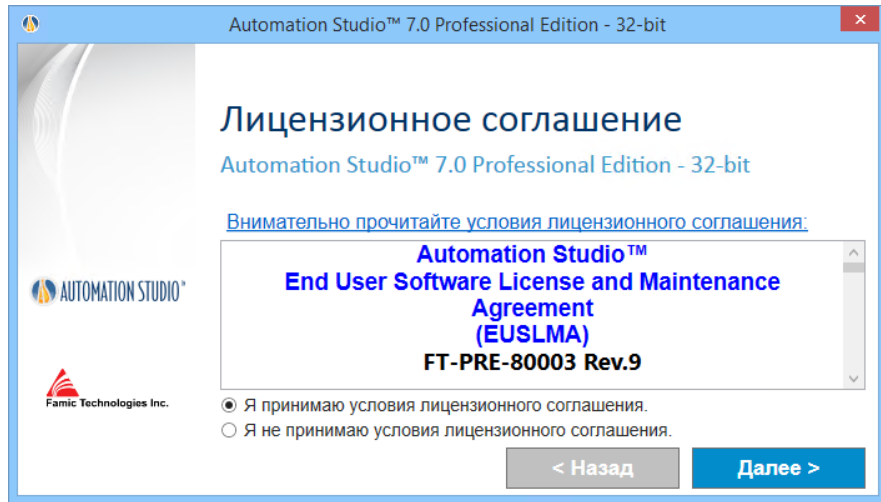 Automation Studio™ 7.0 Professional Edition - 32-bit
Лицензионное соглашение
Automation Studio™ 7.0 Professional Edition - 32-bit
Внимательно прочитайте условия лицензионного соглашения:
Automation Studio™
End User Software License and Maintenance
Agreement
(EUSLMA)
FT-PRE-80003 Rev.9
AUTOMATION STUDIO™
Famic Technologies Inc.
Я принимаю условия лицензионного соглашения.
Я не принимаю условия лицензионного соглашения.
< Назад
Далее >